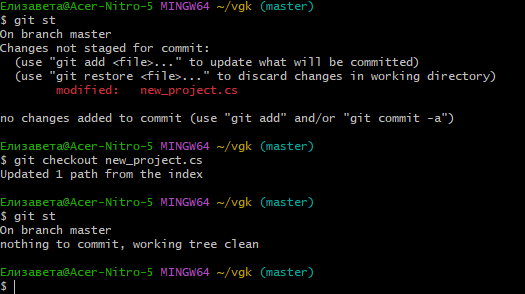 Елизавета@Acer-Nitro-5 MINGW64 ~/vgk (master)
$ git st
On branch master
Changes not staged for commit:
  (use "git add <file>..." to update what will be committed)
  (use "git restore <file>..." to discard changes in working directory)
        modified:   new_project.cs

no changes added to commit (use "git add" and/or "git commit -a")

Елизавета@Acer-Nitro-5 MINGW64 ~/vgk (master)
$ git checkout new_project.cs
Updated 1 path from the index

Елизавета@Acer-Nitro-5 MINGW64 ~/vgk (master)
$ git st
On branch master
nothing to commit, working tree clean

Елизавета@Acer-Nitro-5 MINGW64 ~/vgk (master)
$